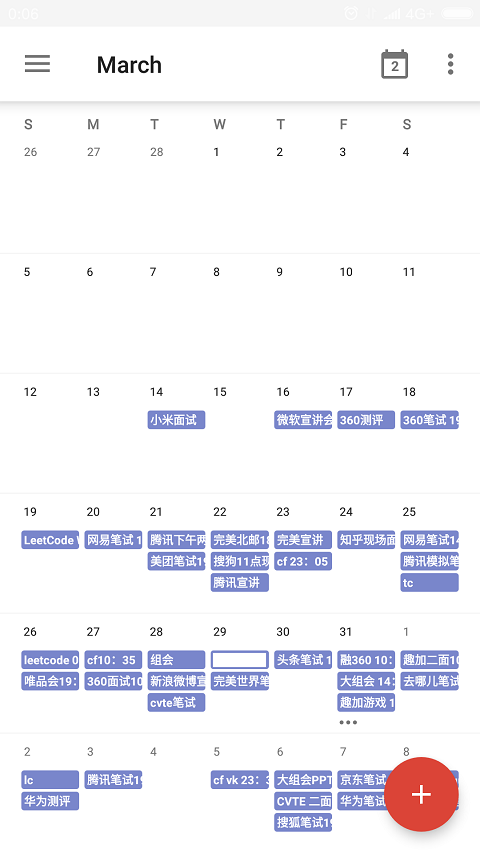 0:06 4G+
March 2
S M T W T F S
26 27 28 1 2 3 4
5 6 7 8 9 10 11
12 13 14 15 16 17 18
小米面试 微软宣讲会 360测评 360笔试 19
19 20 21 22 23 24 25
LeetCode 网易笔试 1 腾讯下午两 完美北邮18 完美宣讲 知乎现场面 网易笔试14
美团笔试19 搜狗11点现 cf 23：05 腾讯模拟笔
腾讯宣讲 tc
26 27 28 29 30 31 1
leetcode 0 cf10：35 组会 头条笔试 1 融360 10: 趣加二面10
唯品会19: 360面试10 新浪微博宣 完美世界笔 大组会 14: 去哪儿笔试
cvte笔试 趣加游戏 1
2 3 4 5 6 7 8
lc 腾讯笔试19 cf vk 23: 大组会PPT 京东笔试
华为测评 CVTE 二面 华为笔试
搜狐笔试19